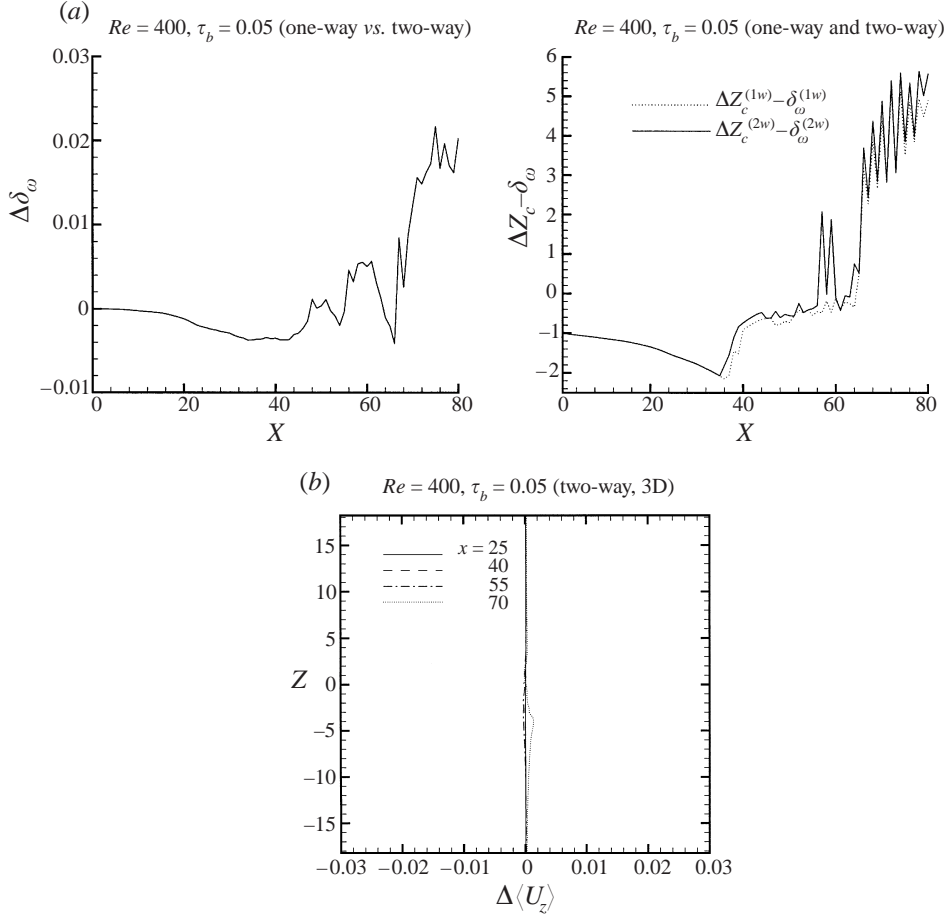 (a)
Re = 400, τb = 0.05 (one-way vs. two-way)
0.03
0.02
0.01
0
−0.01
Δδω
0
20
40
60
80
X
Re = 400, τb = 0.05 (one-way and two-way)
6
5
4
3
2
1
0
−1
−2
ΔZc−δω
ΔZc(1w)−δω(1w)
ΔZc(2w)−δω(2w)
0
20
40
60
80
X
(b)
Re = 400, τb = 0.05 (two-way, 3D)
x = 25
40
55
70
15
10
5
Z
0
−5
−10
−15
−0.03
−0.02
−0.01
0
0.01
0.02
0.03
Δ⟨Uz⟩